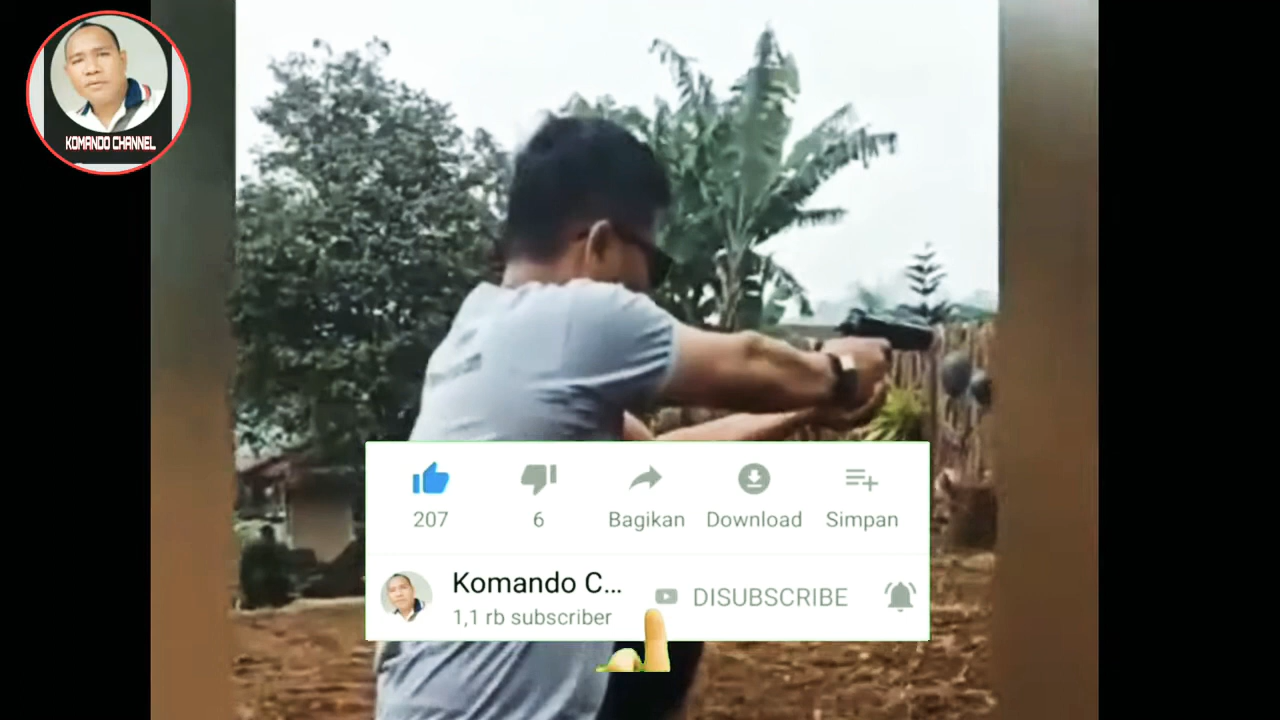 KOMANDO CHANNEL
207
6
Bagikan
Download
Simpan
Komando C...
DISUBSCRIBE
1,1 rb subscriber